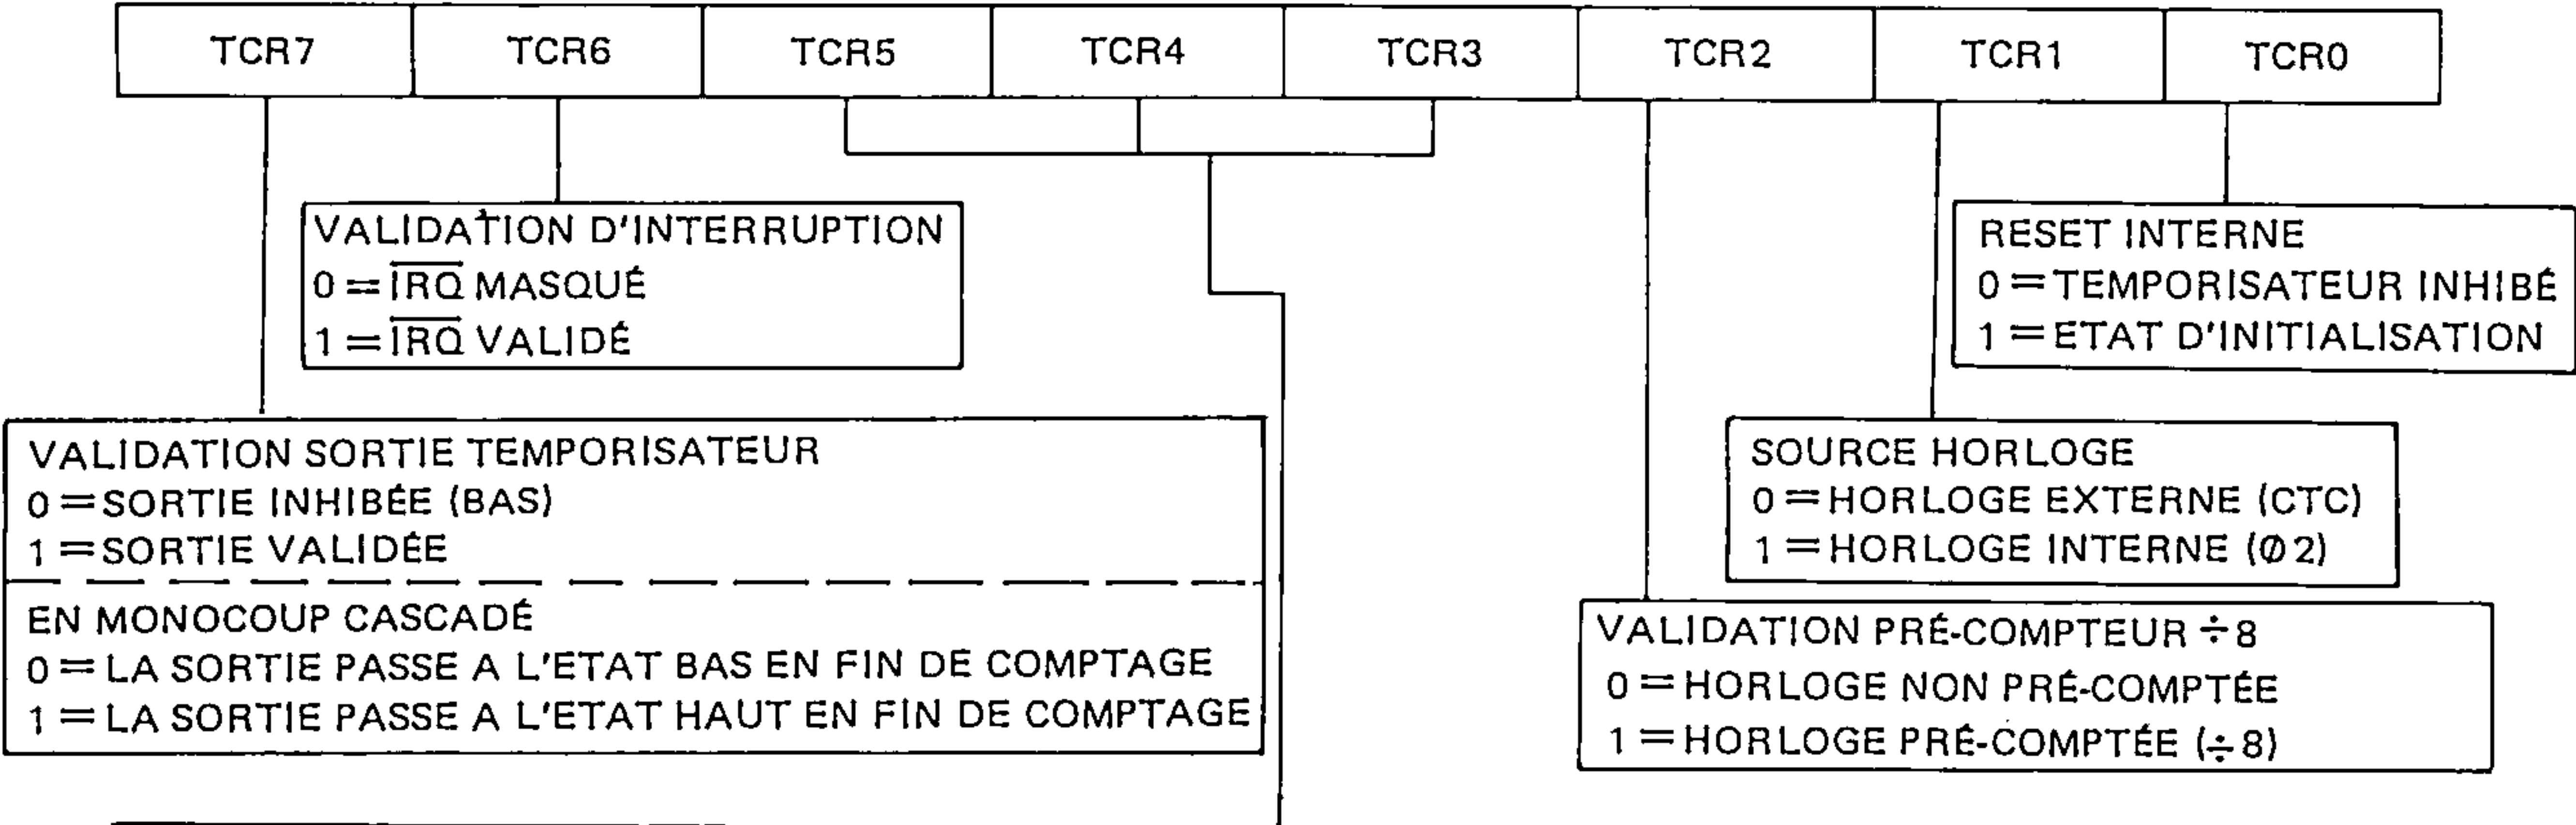 TCR7 TCR6 TCR5 TCR4 TCR3 TCR2 TCR1 TCR0
VALIDATION D'INTERRUPTION
0 = I̅R̅Q̅ MASQUÉ
1 = I̅R̅Q̅ VALIDÉ
RESET INTERNE
0 = TEMPORISATEUR INHIBÉ
1 = ETAT D'INITIALISATION
VALIDATION SORTIE TEMPORISATEUR
0 = SORTIE INHIBÉE (BAS)
1 = SORTIE VALIDÉE
EN MONOCOUP CASCADÉ
0 = LA SORTIE PASSE A L'ETAT BAS EN FIN DE COMPTAGE
1 = LA SORTIE PASSE A L'ETAT HAUT EN FIN DE COMPTAGE
SOURCE HORLOGE
0 = HORLOGE EXTERNE (CTC)
1 = HORLOGE INTERNE (Ø2)
VALIDATION PRÉ-COMPTEUR ÷8
0 = HORLOGE NON PRÉ-COMPTÉE
1 = HORLOGE PRÉ-COMPTÉE (÷8)